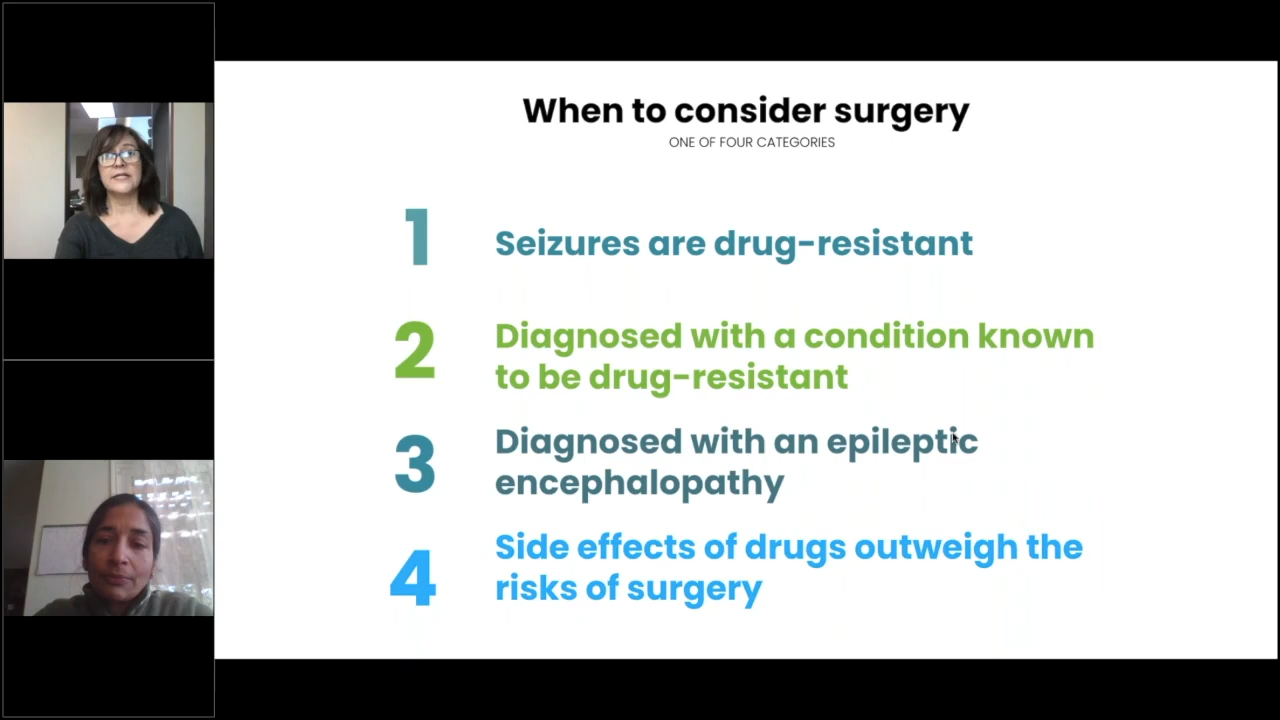 When to consider surgery
ONE OF FOUR CATEGORIES
1
Seizures are drug-resistant
2
Diagnosed with a condition known
to be drug-resistant
3
Diagnosed with an epileptic
encephalopathy
4
Side effects of drugs outweigh the
risks of surgery